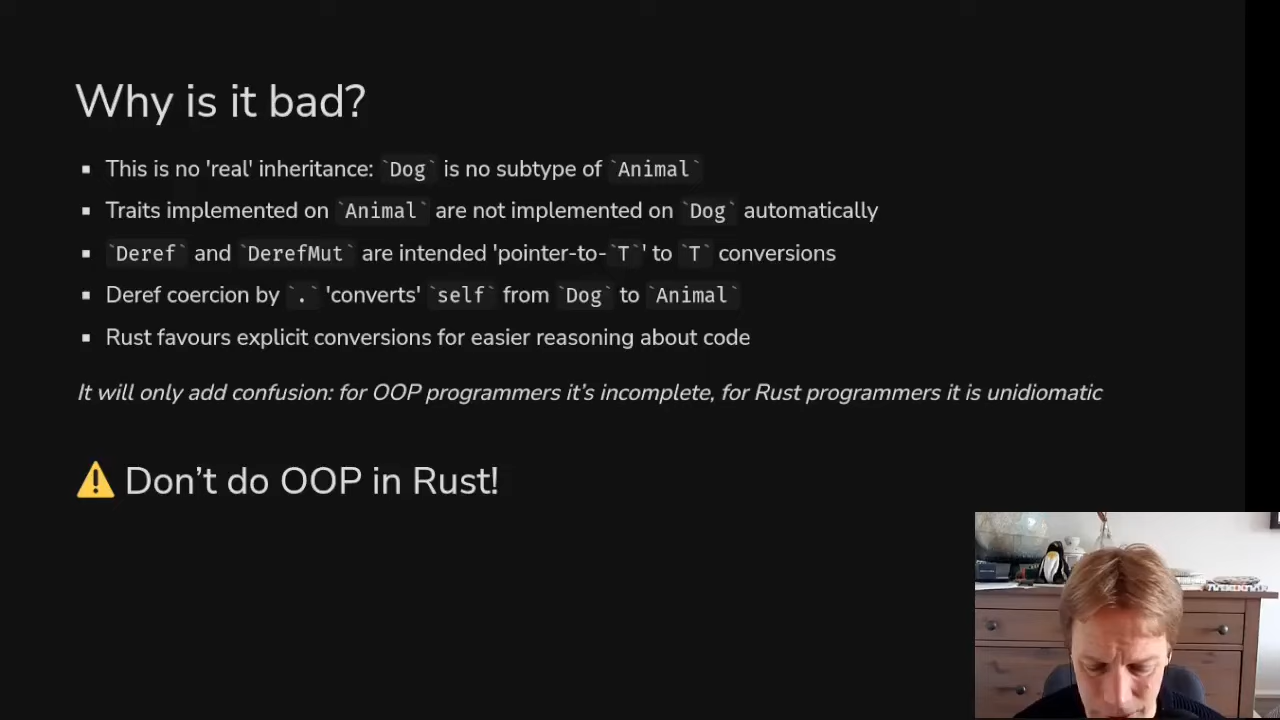 Why is it bad?
▪ This is no 'real' inheritance: `Dog` is no subtype of `Animal`
▪ Traits implemented on `Animal` are not implemented on `Dog` automatically
▪ `Deref` and `DerefMut` are intended 'pointer-to-`T`' to `T` conversions
▪ Deref coercion by `.` 'converts' `self` from `Dog` to `Animal`
▪ Rust favours explicit conversions for easier reasoning about code
It will only add confusion: for OOP programmers it’s incomplete, for Rust programmers it is unidiomatic
⚠️ Don’t do OOP in Rust!